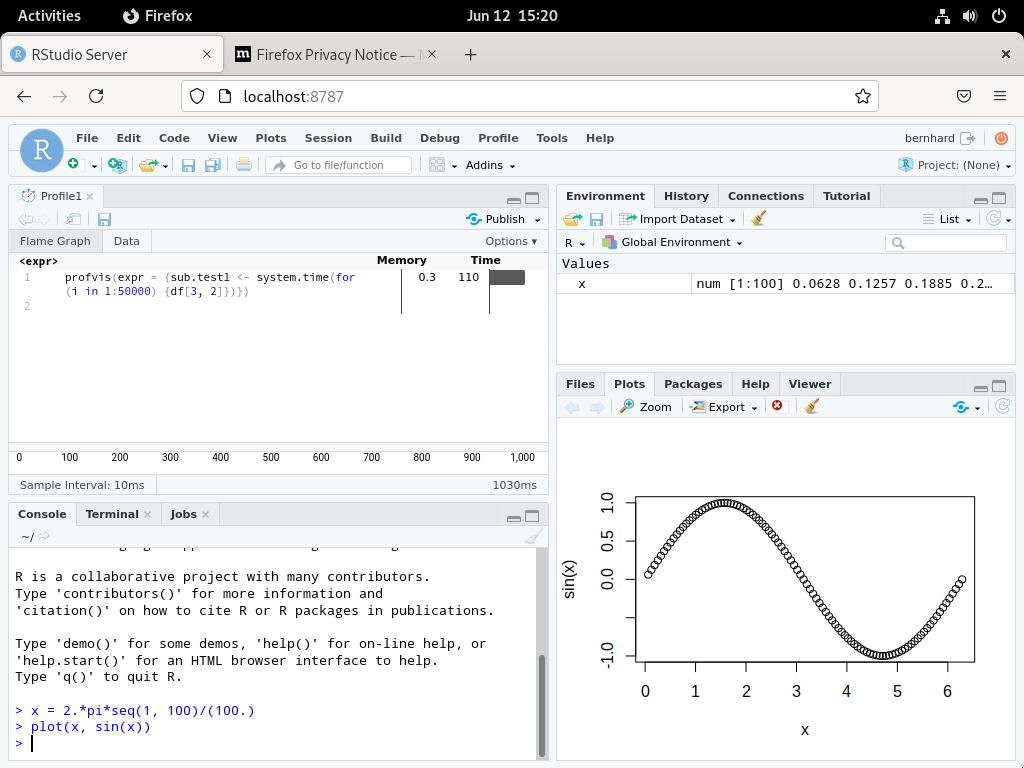 Activities Firefox Jun 12 15:20
RStudio Server Firefox Privacy Notice —
localhost:8787
R File Edit Code View Plots Session Build Debug Profile Tools Help bernhard
Go to file/function Addins Project: (None)
Profile1
Publish
Flame Graph Data Options
<expr> Memory Time
1 profvis(expr = {sub.test1 <- system.time(for 0.3 110
(i in 1:50000) {df[3, 2]})})
2
0 100 200 300 400 500 600 700 800 900 1,000
Sample Interval: 10ms 1030ms
Console Terminal Jobs
~/
R is a collaborative project with many contributors.
Type 'contributors()' for more information and
'citation()' on how to cite R or R packages in publications.
Type 'demo()' for some demos, 'help()' for on-line help, or
'help.start()' for an HTML browser interface to help.
Type 'q()' to quit R.
> x = 2.*pi*seq(1, 100)/(100.)
> plot(x, sin(x))
>
Environment History Connections Tutorial
Import Dataset List
R Global Environment
Values
x num [1:100] 0.0628 0.1257 0.1885 0.2…
Files Plots Packages Help Viewer
Zoom Export
1.0
0.5
0.0
-1.0
sin(x)
0 1 2 3 4 5 6
x